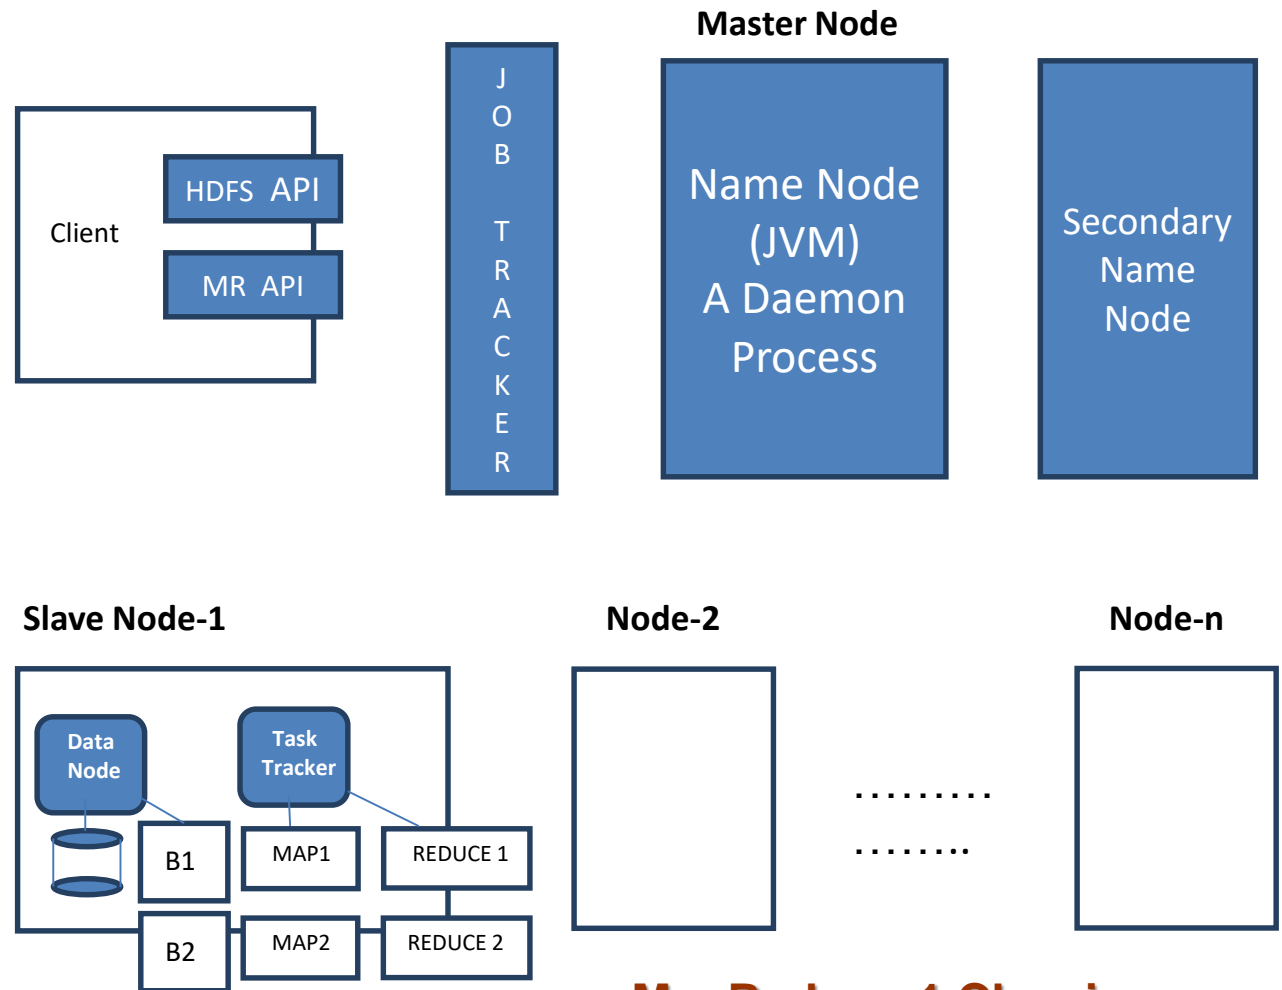 Master Node
J
O
B
T
R
A
C
K
E
R
Client
HDFS API
MR API
Name Node
(JVM)
A Daemon
Process
Secondary
Name
Node
Slave Node-1
Node-2
Node-n
Data
Node
Task
Tracker
B1
MAP1
REDUCE 1
B2
MAP2
REDUCE 2
.........
........